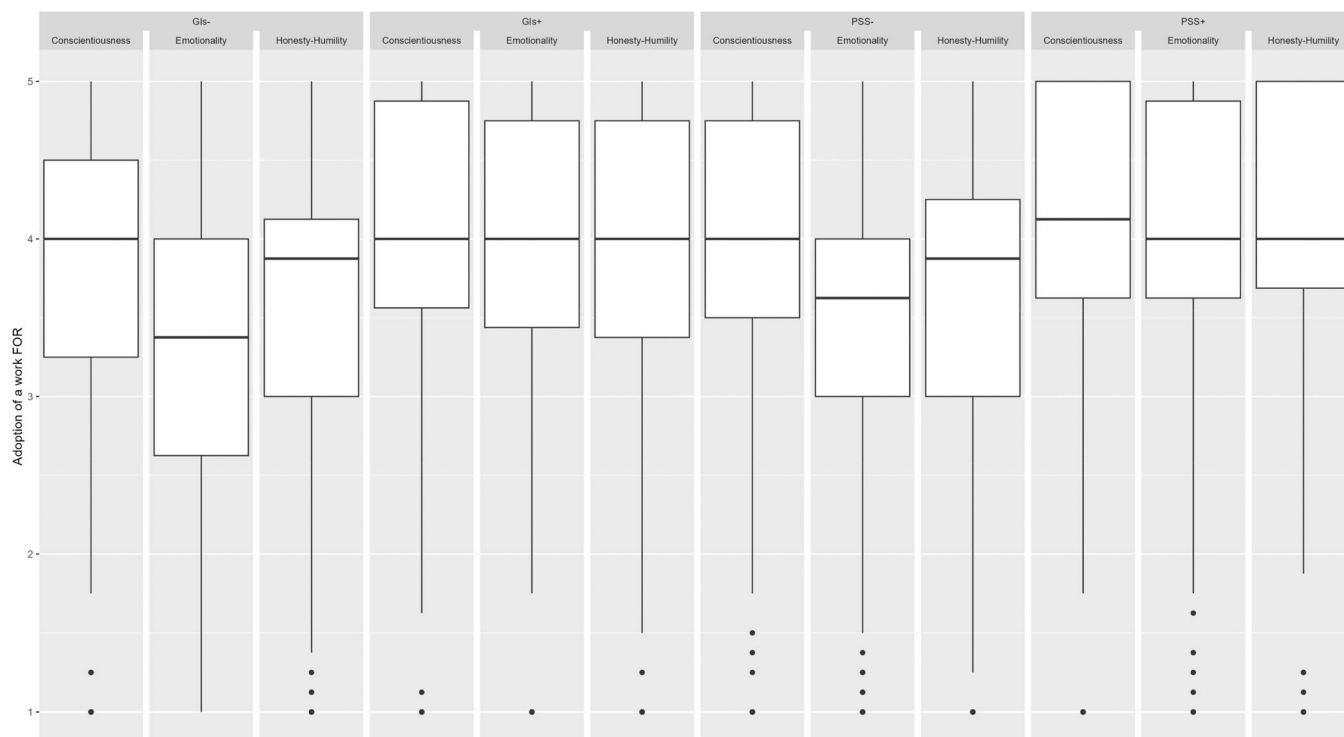 GIs- GIs+ PSS- PSS+
Conscientiousness Emotionality Honesty-Humility Conscientiousness Emotionality Honesty-Humility Conscientiousness Emotionality Honesty-Humility Conscientiousness Emotionality Honesty-Humility
5
4
3
2
1
Adoption of a work FOR